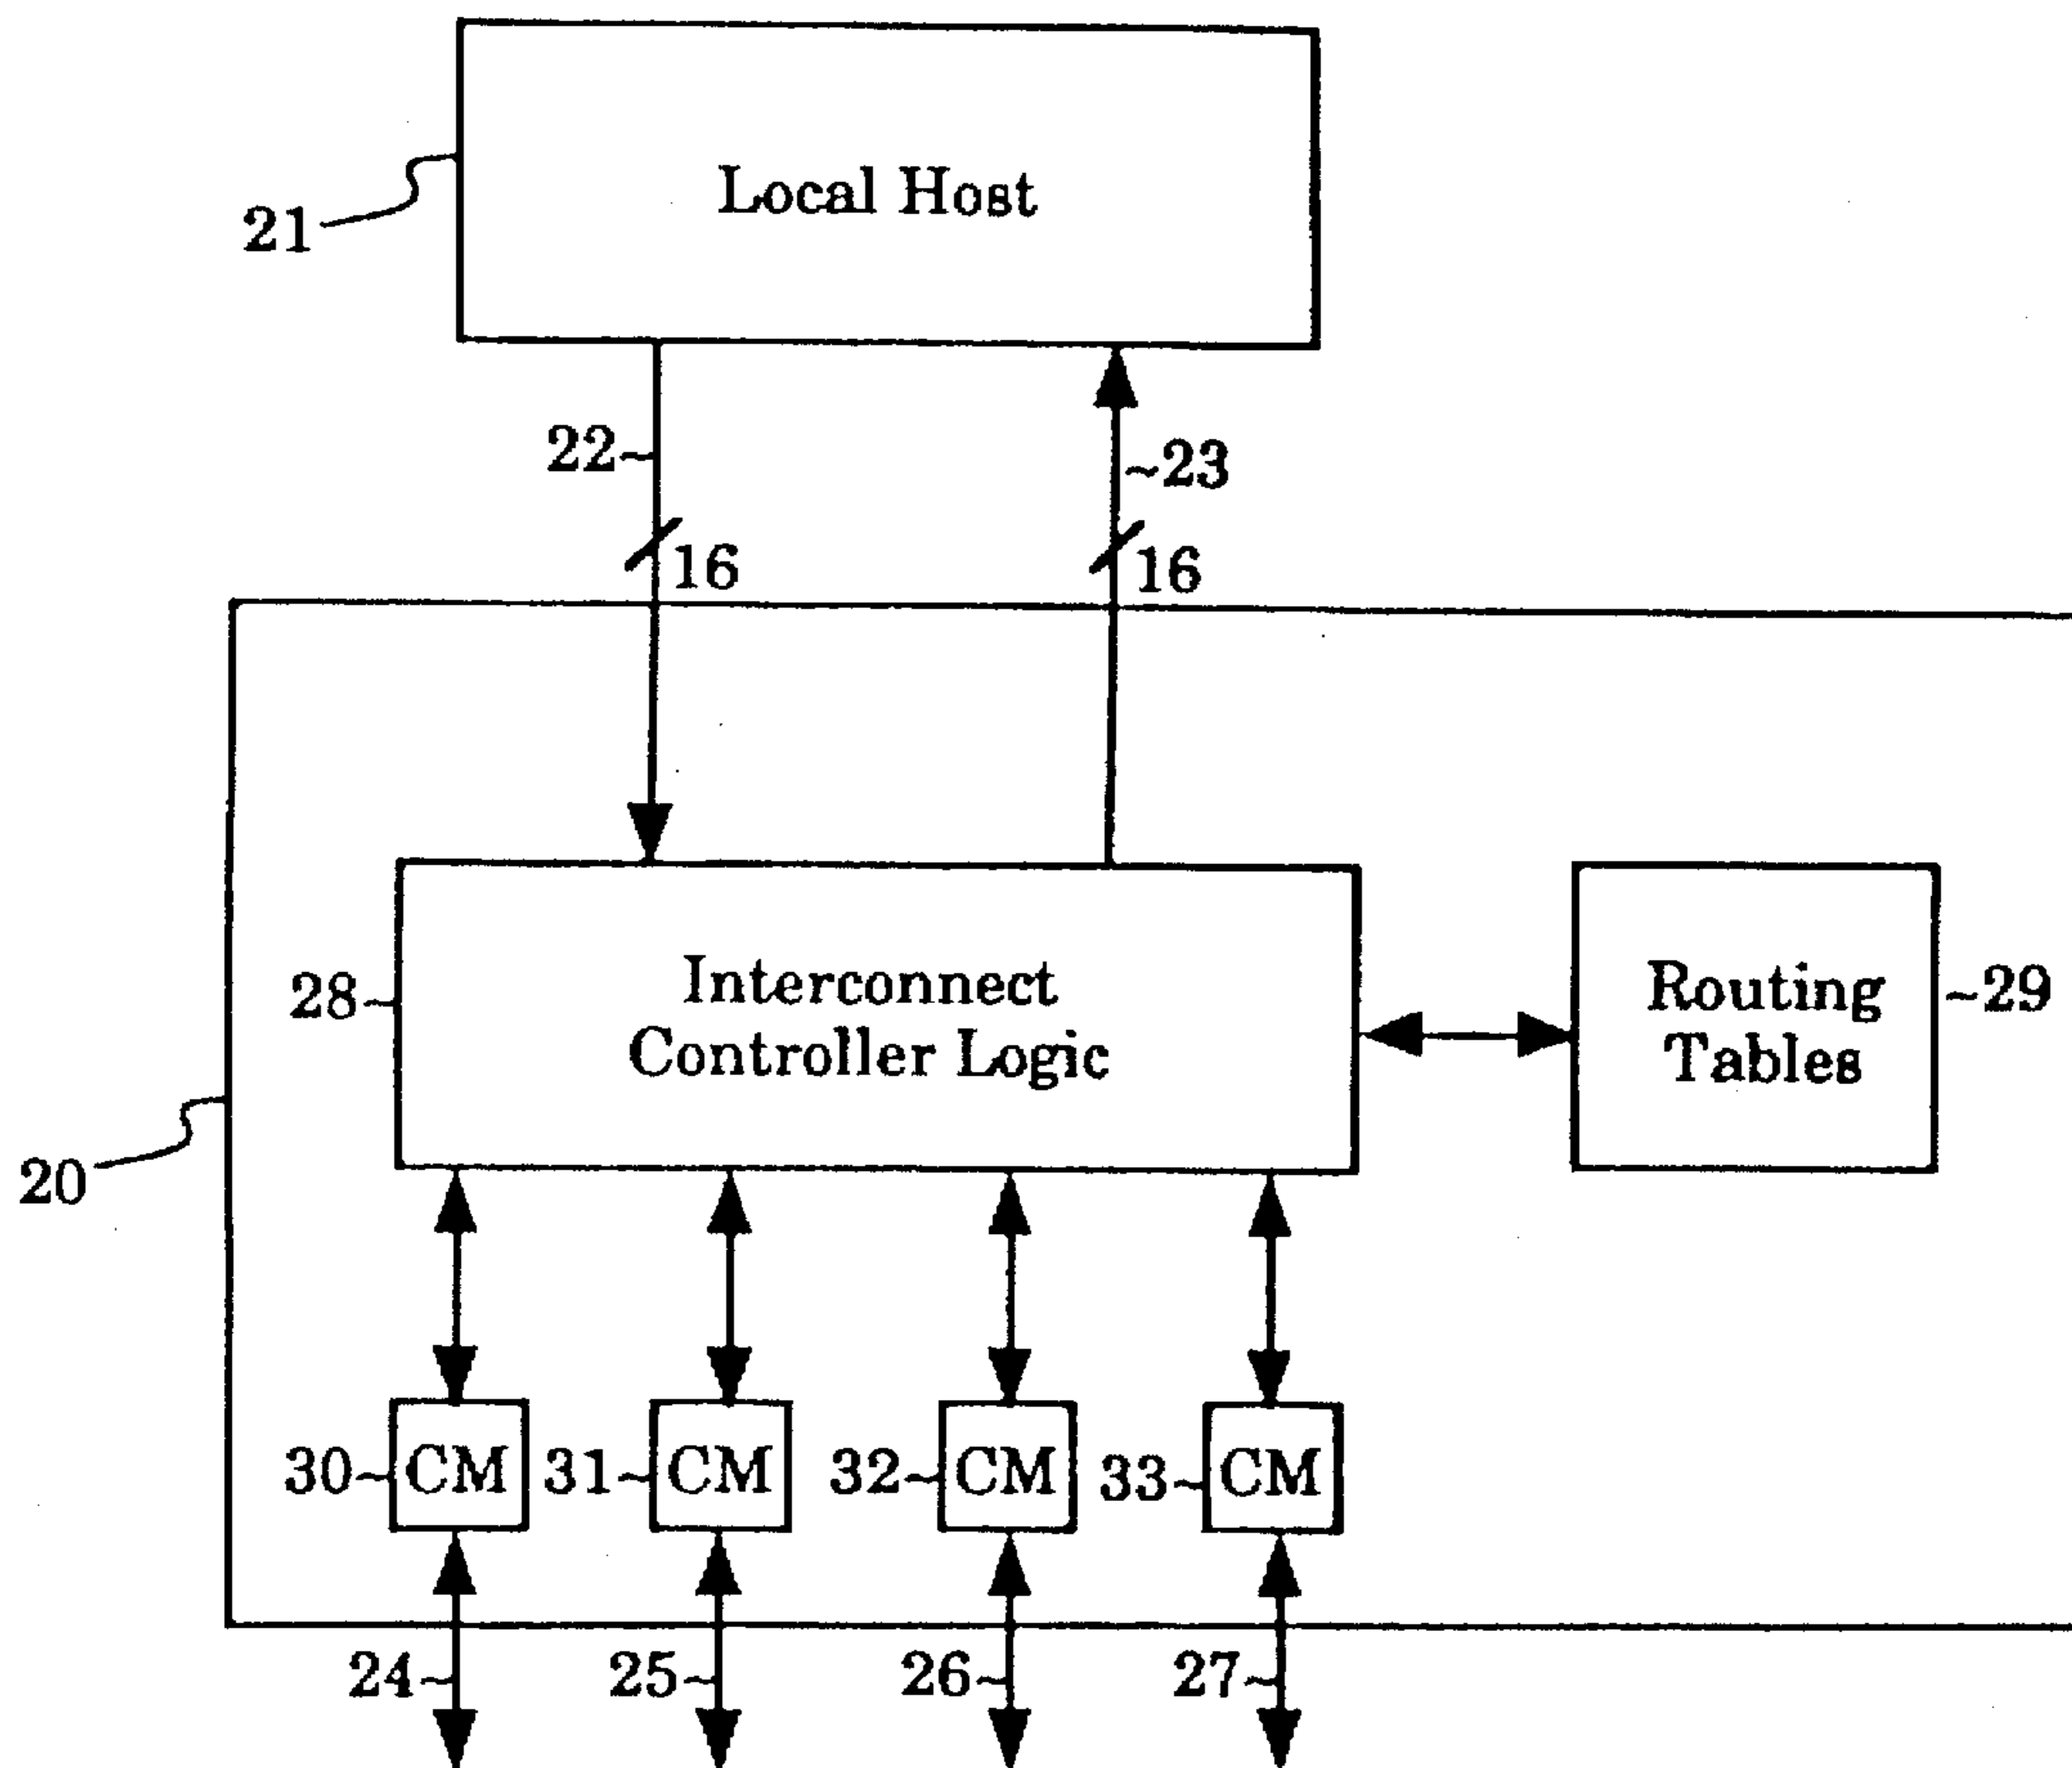 Local Host
21
22
23
16
16
28
Interconnect
Controller Logic
Routing
Tables
29
20
30
CM
31
CM
32
CM
33
CM
24
25
26
27